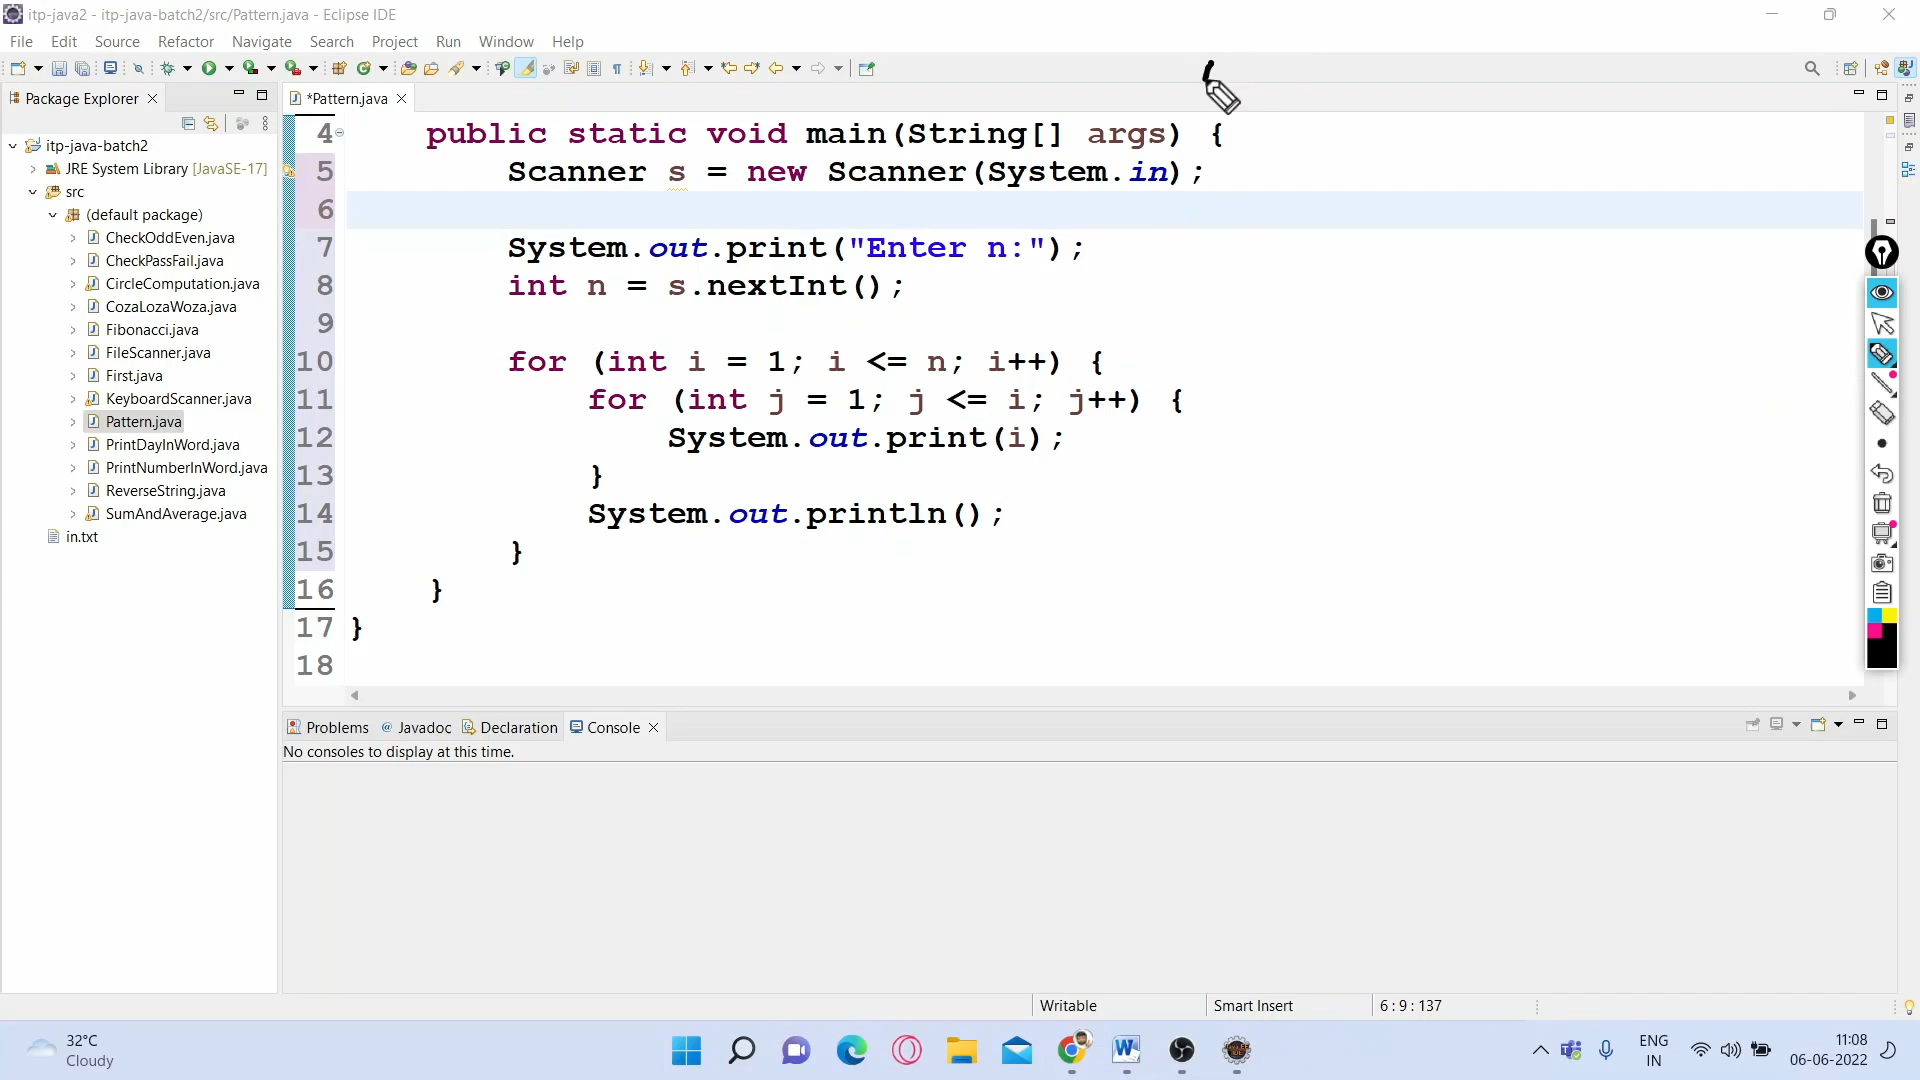 itp-java2 - itp-java-batch2/src/Pattern.java - Eclipse IDE
File Edit Source Refactor Navigate Search Project Run Window Help
Package Explorer
*Pattern.java
itp-java-batch2
JRE System Library [JavaSE-17]
src
(default package)
CheckOddEven.java
CheckPassFail.java
CircleComputation.java
CozaLozaWoza.java
Fibonacci.java
FileScanner.java
First.java
KeyboardScanner.java
Pattern.java
PrintDayInWord.java
PrintNumberInWord.java
ReverseString.java
SumAndAverage.java
in.txt
4 public static void main(String[] args) {
5 Scanner s = new Scanner(System.in);
6
7 System.out.print("Enter n:");
8 int n = s.nextInt();
9
10 for (int i = 1; i <= n; i++) {
11 for (int j = 1; j <= i; j++) {
12 System.out.print(i);
13 }
14 System.out.println();
15 }
16 }
17 }
18
Problems Javadoc Declaration Console
No consoles to display at this time.
Writable Smart Insert 6 : 9 : 137
32°C
Cloudy
ENG
IN
11:08
06-06-2022